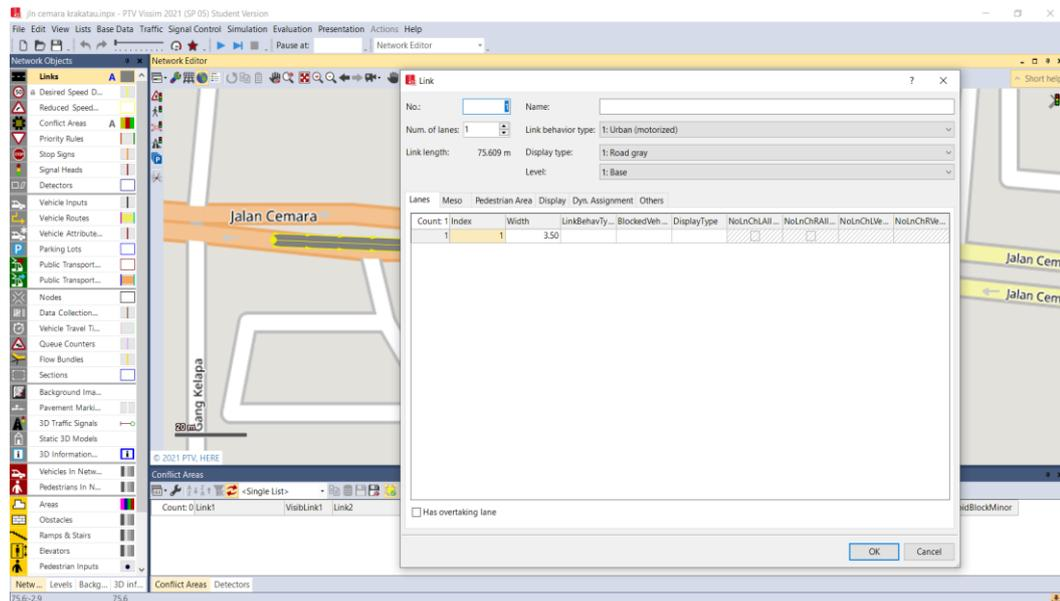 jln cemara krakatau.inpx - PTV Vissim 2021 (SP 05) Student Version
File Edit View Lists Base Data Traffic Signal Control Simulation Evaluation Presentation Actions Help
Pause at: Network Editor
Network Objects
Network Editor
Short help
Links A
Desired Speed D...
Reduced Speed...
Conflict Areas A
Priority Rules
Stop Signs
Signal Heads
Detectors
Vehicle Inputs
Vehicle Routes
Vehicle Attribute...
Parking Lots
Public Transport...
Public Transport...
Nodes
Data Collection...
Vehicle Travel Ti...
Queue Counters
Flow Bundles
Sections
Background Ima...
Pavement Marki...
3D Traffic Signals
Static 3D Models
3D Information...
Vehicles In Netw...
Pedestrians In N...
Areas
Obstacles
Ramps & Stairs
Elevators
Pedestrian Inputs
Netw... Levels Backg... 3D inf...
Jalan Cemara
Gang Kelapa
20 m
© 2021 PTV, HERE
Jalan Cem
Jalan Cem
Link
? ×
No.: 1 Name:
Num. of lanes: 1 Link behavior type: 1: Urban (motorized)
Link length: 75.609 m Display type: 1: Road gray
Level: 1: Base
Lanes Meso Pedestrian Area Display Dyn. Assignment Others
Count: 1 Index Width LinkBehavTy... BlockedVeh... DisplayType NoLnChLAll... NoLnChRAll... NoLnChLVe... NoLnChRVe...
1 1 3.50
Has overtaking lane
OK Cancel
Conflict Areas
<Single List>
Count: 0 Link1 VisibLink1 Link2
idBlockMinor
Conflict Areas Detectors
75.6:-2.9 75.6